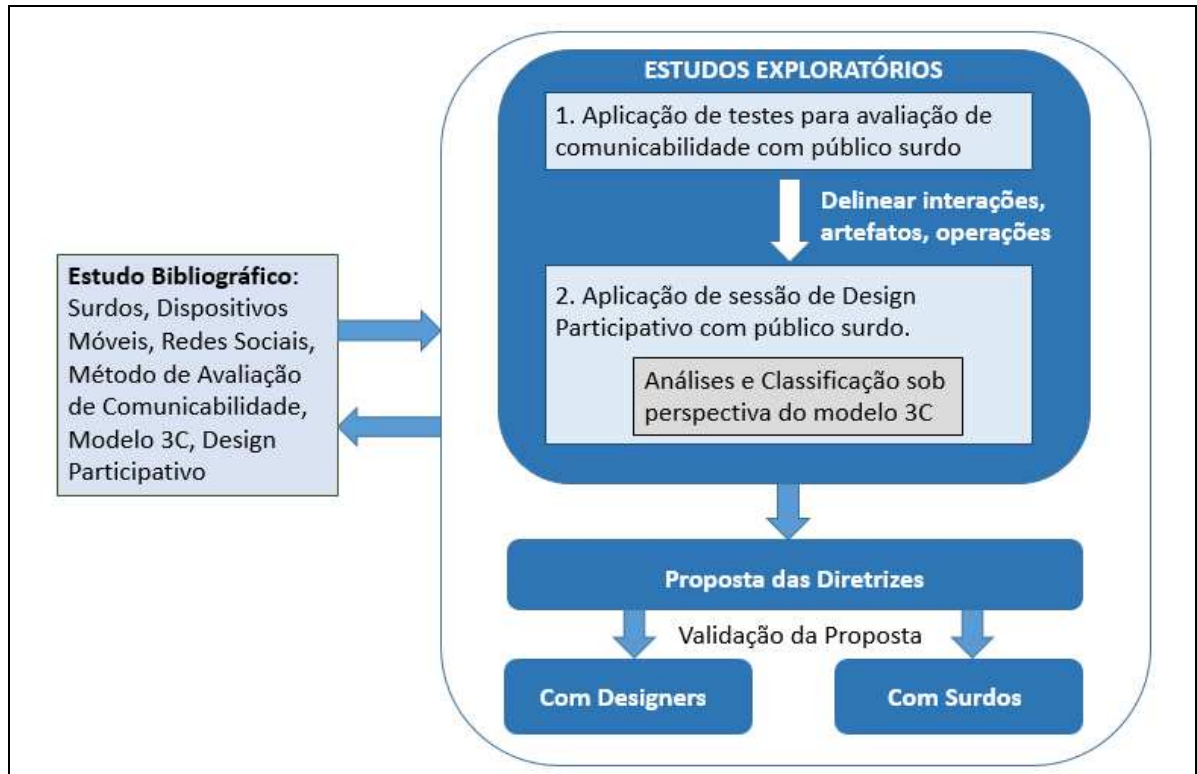 ESTUDOS EXPLORATÓRIOS
1. Aplicação de testes para avaliação de
comunicabilidade com público surdo
Delinear interações,
artefatos, operações
2. Aplicação de sessão de Design
Participativo com público surdo.
Análises e Classificação sob
perspectiva do modelo 3C
Estudo Bibliográfico:
Surdos, Dispositivos
Móveis, Redes Sociais,
Método de Avaliação
de Comunicabilidade,
Modelo 3C, Design
Participativo
Proposta das Diretrizes
Validação da Proposta
Com Designers
Com Surdos